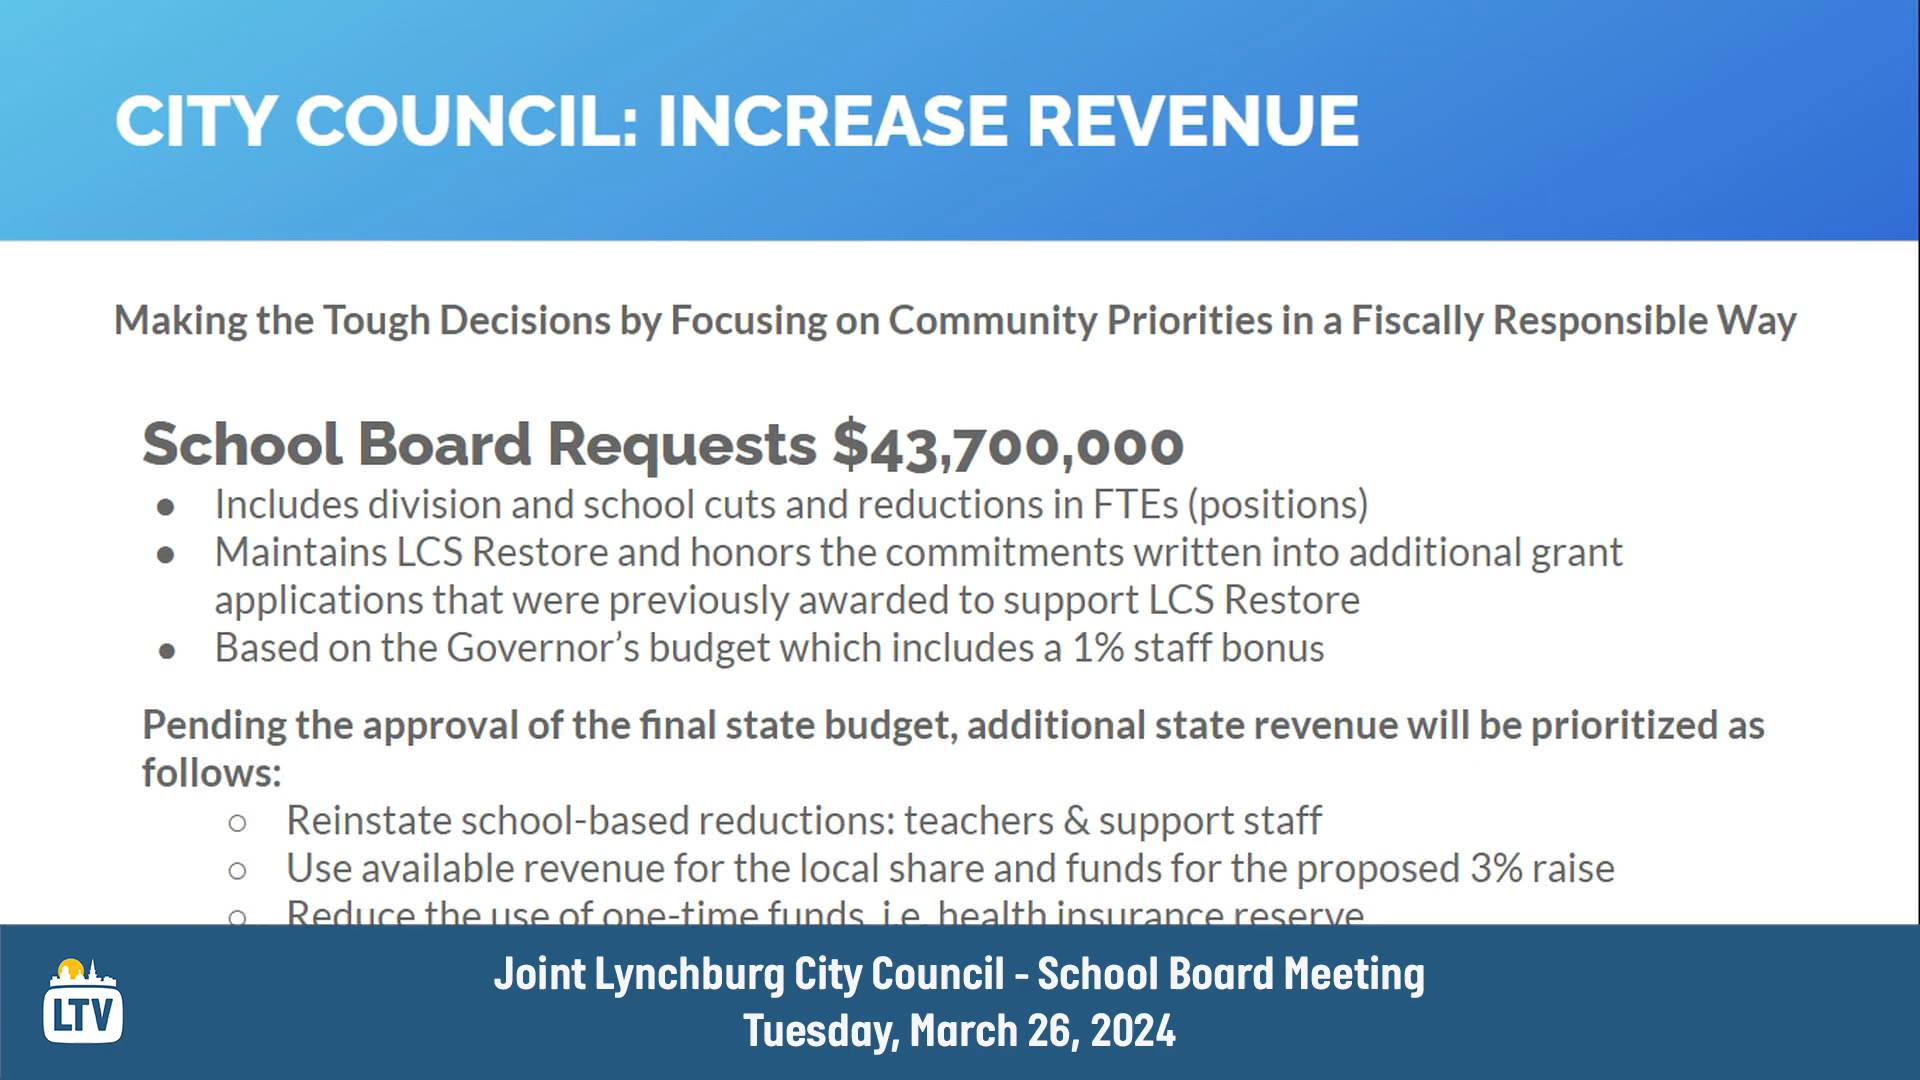 CITY COUNCIL: INCREASE REVENUE
Making the Tough Decisions by Focusing on Community Priorities in a Fiscally Responsible Way
School Board Requests $43,700,000
● Includes division and school cuts and reductions in FTEs (positions)
● Maintains LCS Restore and honors the commitments written into additional grant
applications that were previously awarded to support LCS Restore
● Based on the Governor’s budget which includes a 1% staff bonus
Pending the approval of the final state budget, additional state revenue will be prioritized as
follows:
○ Reinstate school-based reductions: teachers & support staff
○ Use available revenue for the local share and funds for the proposed 3% raise
○ Reduce the use of one-time funds, i.e. health insurance reserve
LTV
Joint Lynchburg City Council - School Board Meeting
Tuesday, March 26, 2024